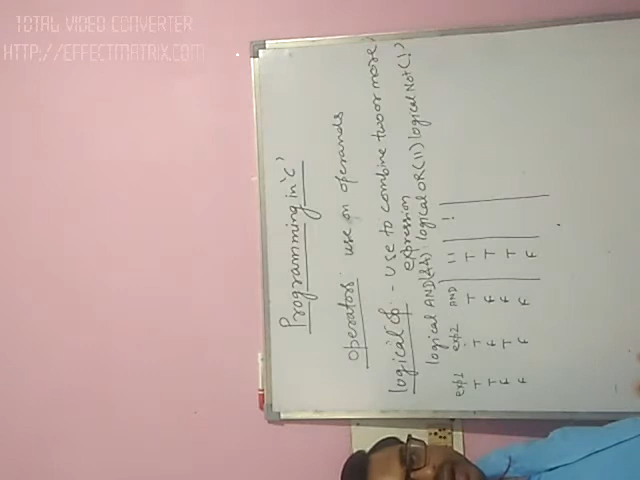 TOTAL VIDEO CONVERTER
HTTP://EFFECTMATRIX.COM
Programming in 'c'
operators: use on operands
logical op. - use to combine two or more
expression
logical AND(&&) logical OR(||) logical Not(!)
exp1 exp2 AND || !
T T T T
T F F T
F T F T
F F F F